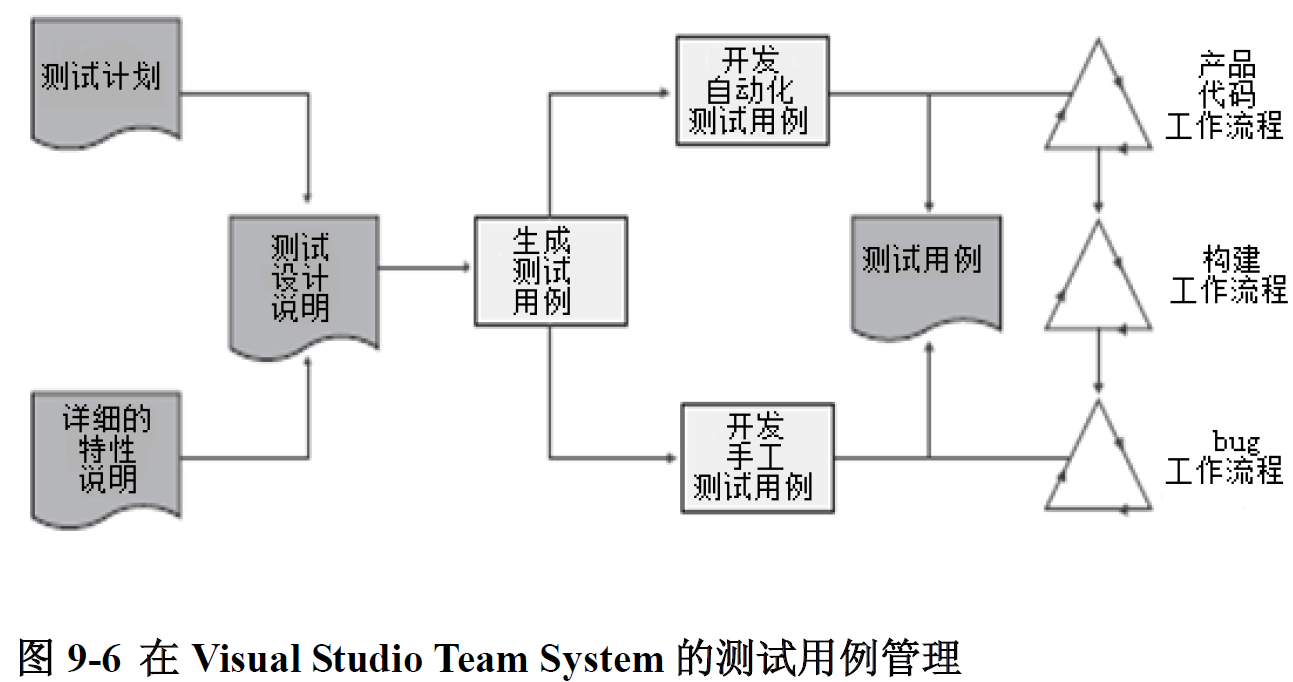 测试计划
测试
设计
说明
详细的
特性
说明
生成
测试
用例
开发
自动化
测试用例
测试用例
开发
手工
测试用例
产品
代码
工作流程
构建
工作流程
bug
工作流程
图 9-6 在 Visual Studio Team System 的测试用例管理